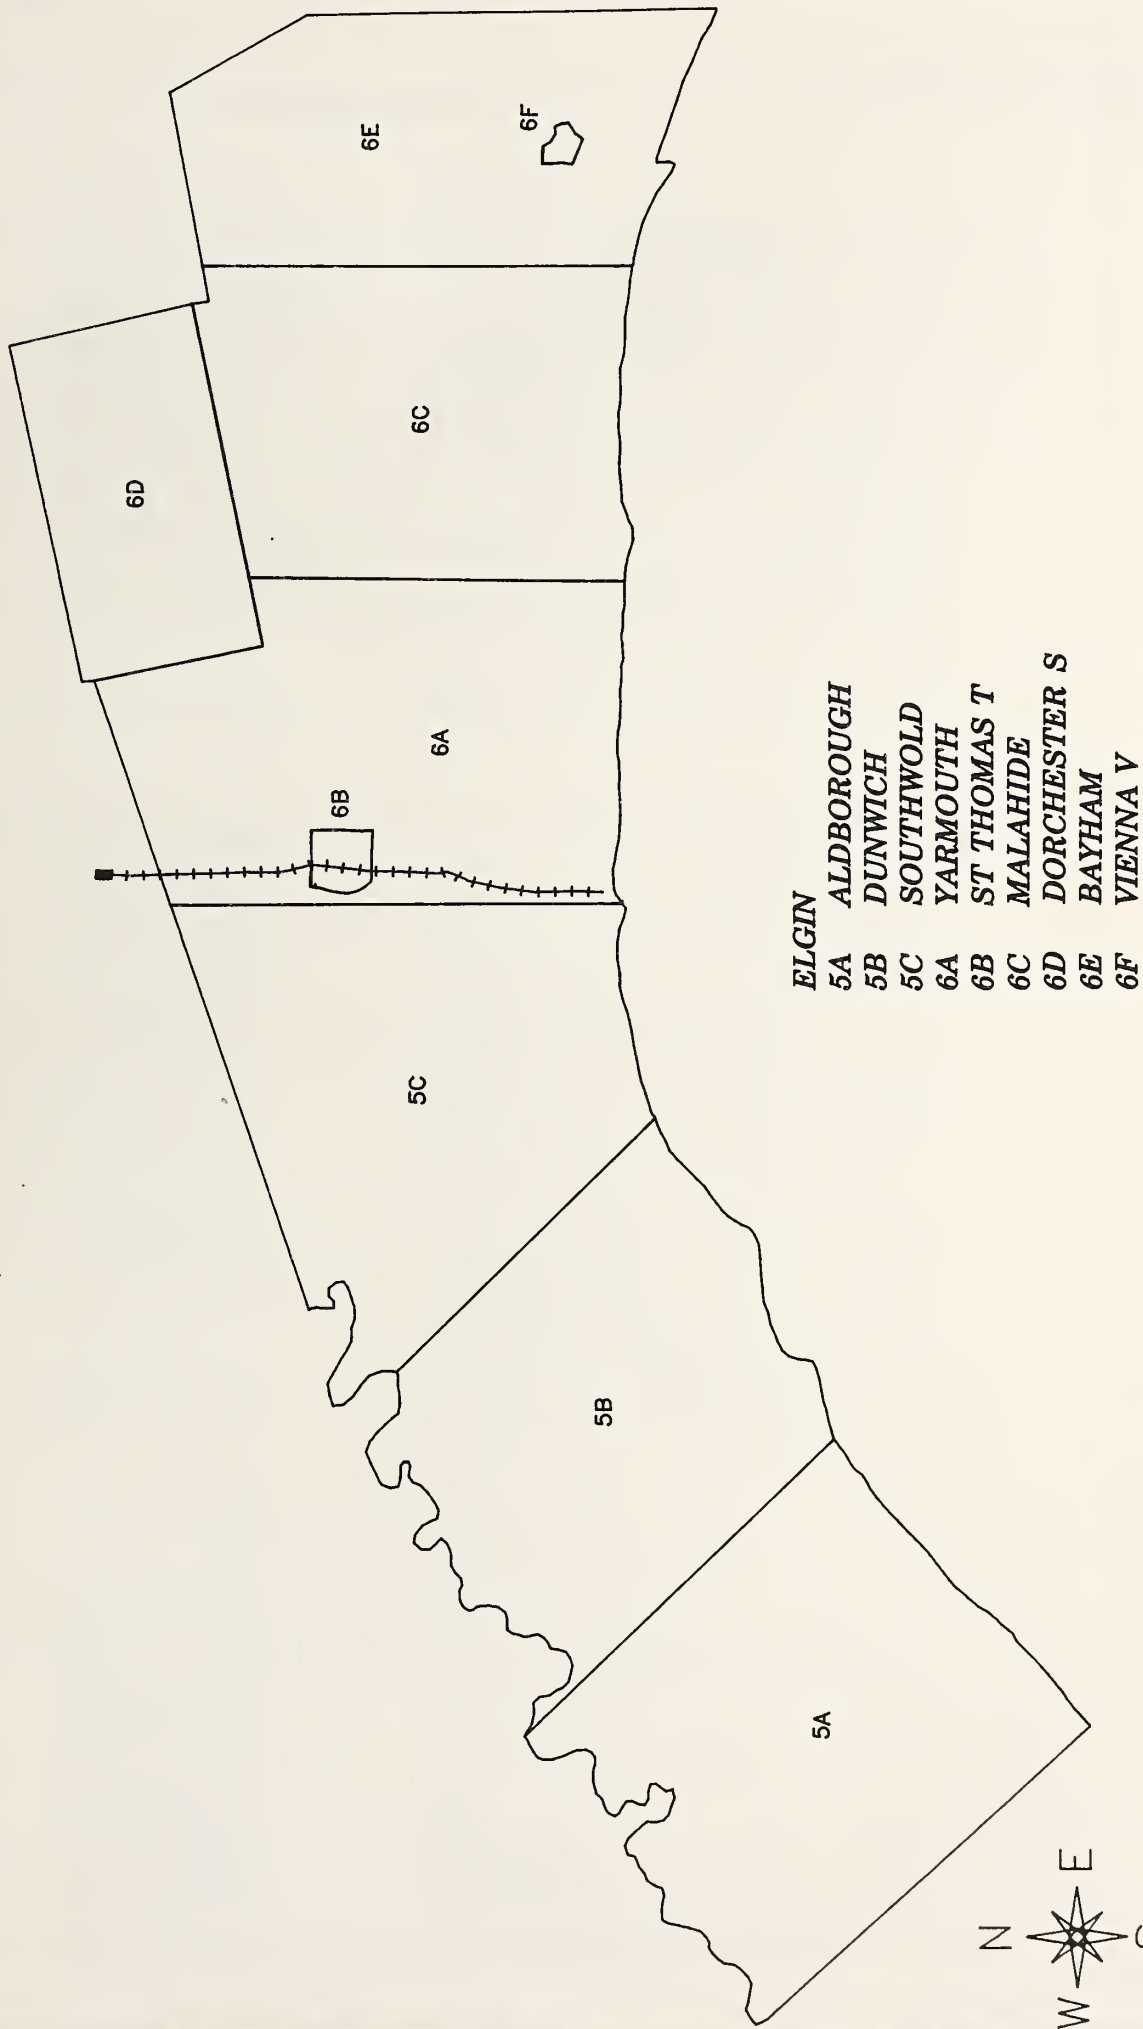 6D
6B
6E
5C
6C
6A
6F
5B
5A
ELGIN
5A ALDBOROUGH
5B DUNWICH
5C SOUTHWOLD
6A YARMOUTH
6B ST THOMAS T
6C MALAHIDE
6D DORCHESTER S
6E BAYHAM
6F VIENNA V
N
W E